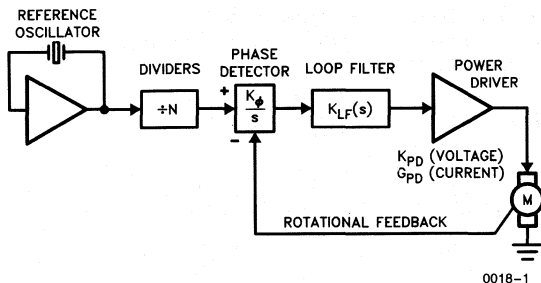 REFERENCE
OSCILLATOR
DIVIDERS
÷N
PHASE
DETECTOR
+
Kϕ
s
−
LOOP FILTER
KLF(s)
POWER
DRIVER
KPD (VOLTAGE)
GPD (CURRENT)
M
ROTATIONAL FEEDBACK
0018-1